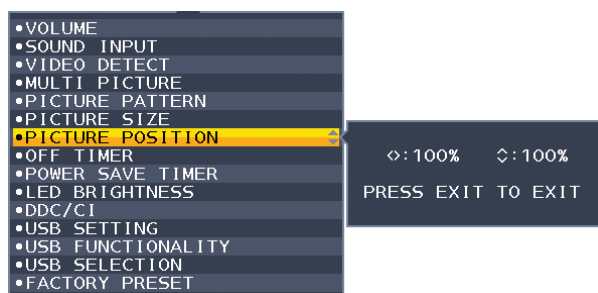 •VOLUME
•SOUND INPUT
•VIDEO DETECT
•MULTI PICTURE
•PICTURE PATTERN
•PICTURE SIZE
•PICTURE POSITION
•OFF TIMER
•POWER SAVE TIMER
•LED BRIGHTNESS
•DDC/CI
•USB SETTING
•USB FUNCTIONALITY
•USB SELECTION
•FACTORY PRESET
:100% :100%
PRESS EXIT TO EXIT